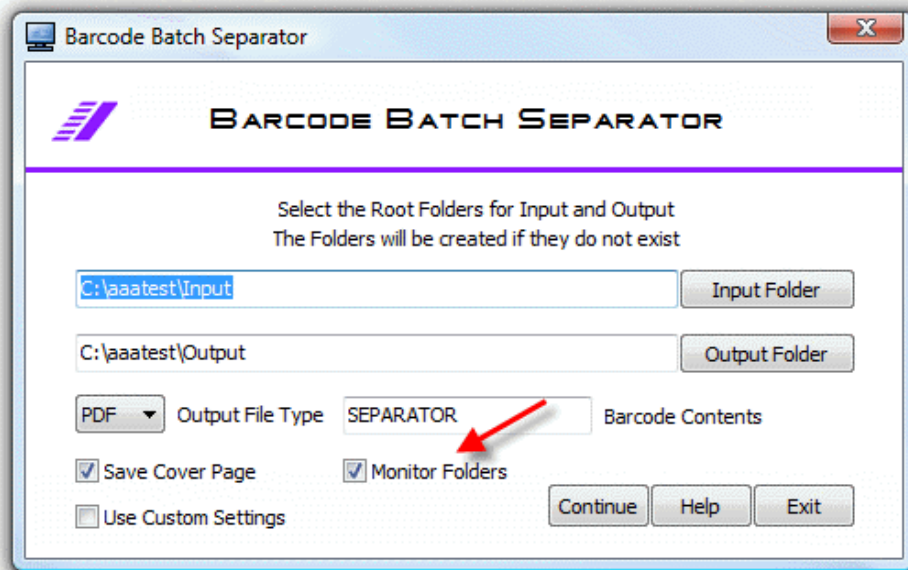 Barcode Batch Separator
BARCODE BATCH SEPARATOR
Select the Root Folders for Input and Output
The Folders will be created if they do not exist
C:\aaatest\Input Input Folder
C:\aaatest\Output Output Folder
PDF Output File Type SEPARATOR Barcode Contents
Save Cover Page Monitor Folders
Use Custom Settings Continue Help Exit